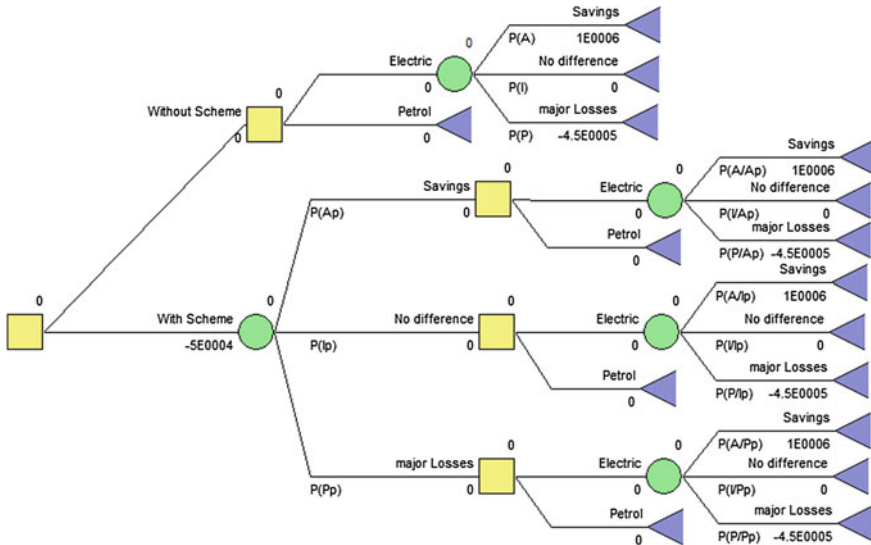 Savings
0
P(A) 1E0006
Electric No difference
0 P(I) 0
0
Without Scheme Petrol major Losses
0 0 P(P) -4.5E0005
Savings
0 0 P(A/Ap) 1E0006
Savings Electric No difference
P(Ap) 0 0 P(I/Ap) 0
Petrol major Losses
0 P(P/Ap) -4.5E0005
Savings
0 0 0 0 P(A/Ip) 1E0006
With Scheme No difference Electric No difference
-5E0004 P(Ip) 0 0 P(I/Ip) 0
Petrol major Losses
0 P(P/Ip) -4.5E0005
Savings
0 0 P(A/Pp) 1E0006
major Losses Electric No difference
P(Pp) 0 0 P(I/Pp) 0
Petrol major Losses
0 P(P/Pp) -4.5E0005